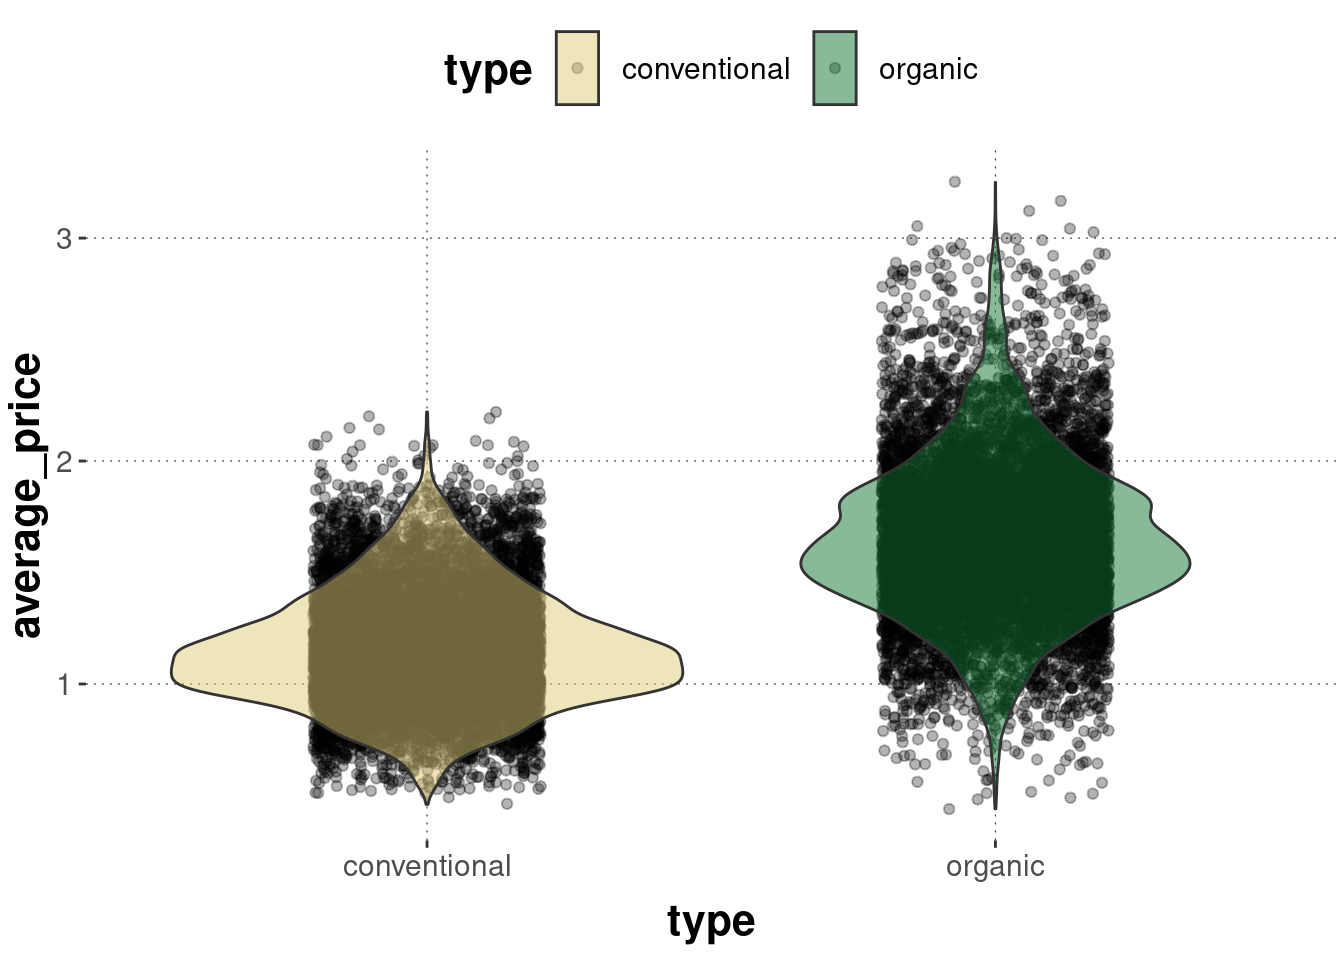 type conventional organic
average_price
3
2
1
conventional organic
type